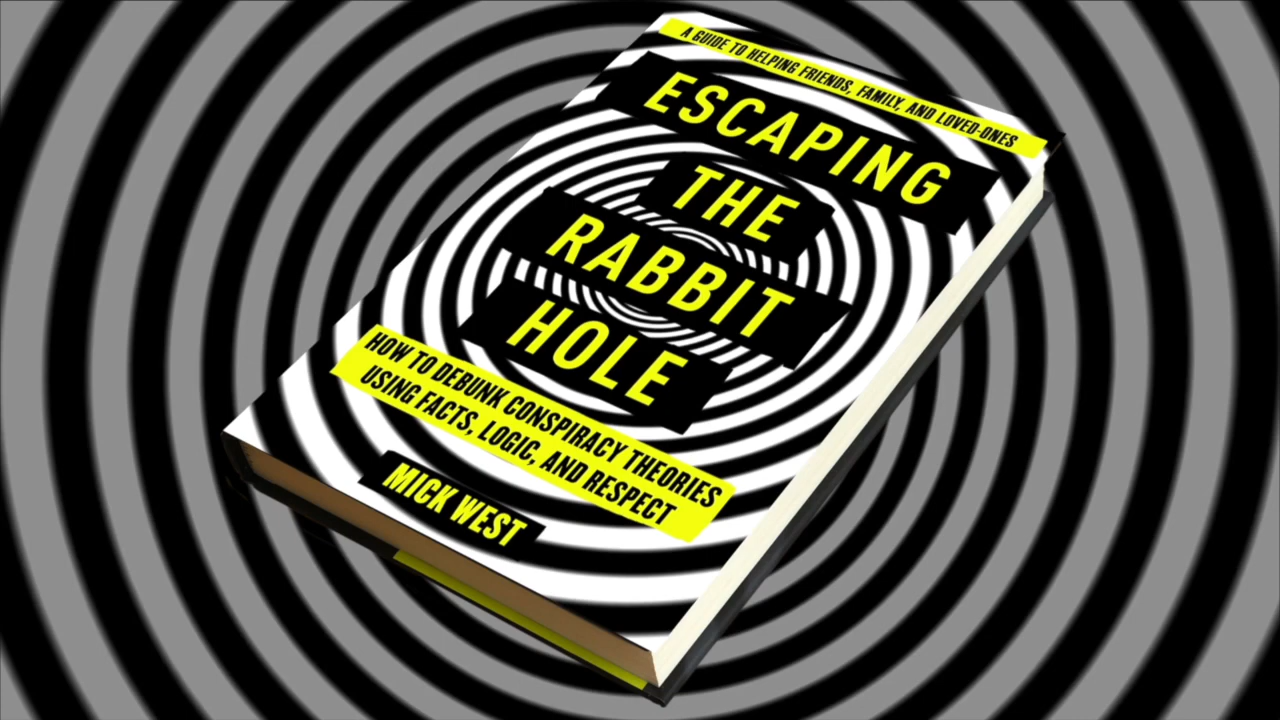 A GUIDE TO HELPING FRIENDS, FAMILY, AND LOVED-ONES
ESCAPING
THE
RABBIT
HOLE
HOW TO DEBUNK CONSPIRACY THEORIES
USING FACTS, LOGIC, AND RESPECT
MICK WEST